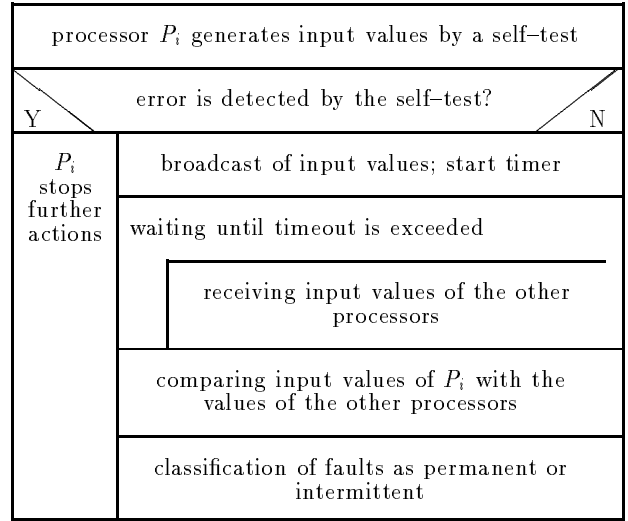 processor P_i generates input values by a self–test
error is detected by the self–test?
Y
N
P_i
stops
further
actions
broadcast of input values; start timer
waiting until timeout is exceeded
receiving input values of the other
processors
comparing input values of P_i with the
values of the other processors
classification of faults as permanent or
intermittent